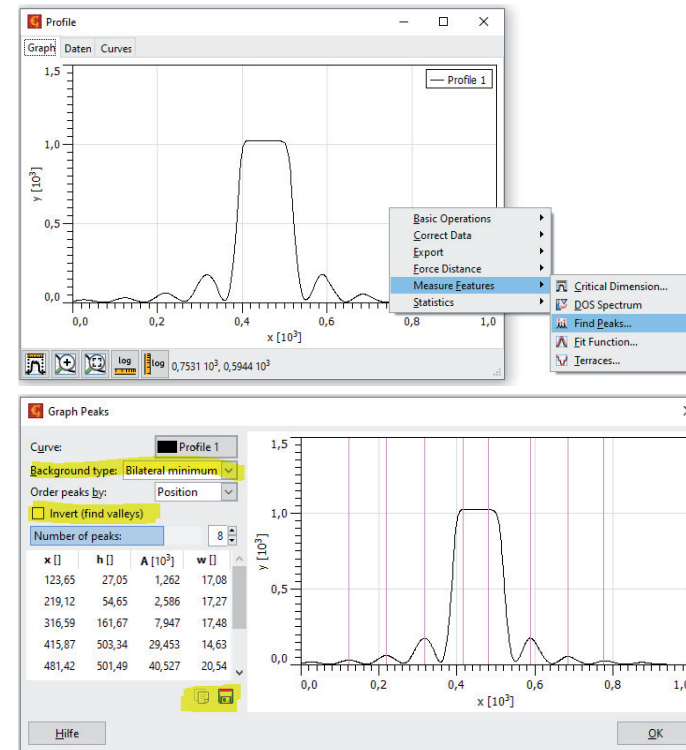 Profile
Graph Daten Curves
1,5
Profile 1
1,0
y [10³]
0,5
0,0
0,0 0,2 0,4 0,6 0,8 1,0
x [10³]
log log 0,7531 10³, 0,5944 10³
Basic Operations
Correct Data
Export
Force Distance
Measure Features
Statistics
Critical Dimension...
DOS Spectrum
Find Peaks...
Fit Function...
Terraces...
Graph Peaks
Curve: Profile 1
Background type: Bilateral minimum
Order peaks by: Position
Invert (find valleys)
Number of peaks: 8
x [] h [] A [10³] w []
123,65 27,05 1,262 17,08
219,12 54,65 2,586 17,27
316,59 161,67 7,947 17,48
415,87 503,34 29,453 14,63
481,42 501,49 40,527 20,54
1,5
1,0
y [10³]
0,5
0,0
0,0 0,2 0,4 0,6 0,8
x [10³]
Hilfe
OK